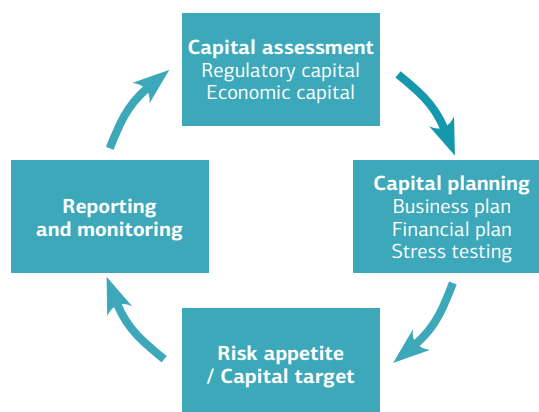 Capital assessment
Regulatory capital
Economic capital
Capital planning
Business plan
Financial plan
Stress testing
Risk appetite
/ Capital target
Reporting
and monitoring